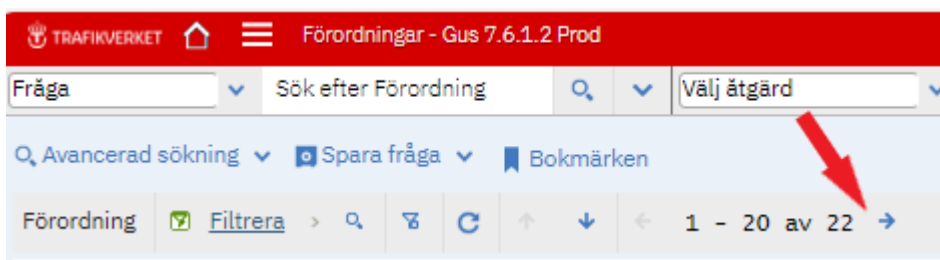 TRAFIKVERKET Förordningar - Gus 7.6.1.2 Prod
Fråga Sök efter Förordning Välj åtgärd
Avancerad sökning Spara fråga Bokmärken
Förordning Filtrera > 1 - 20 av 22